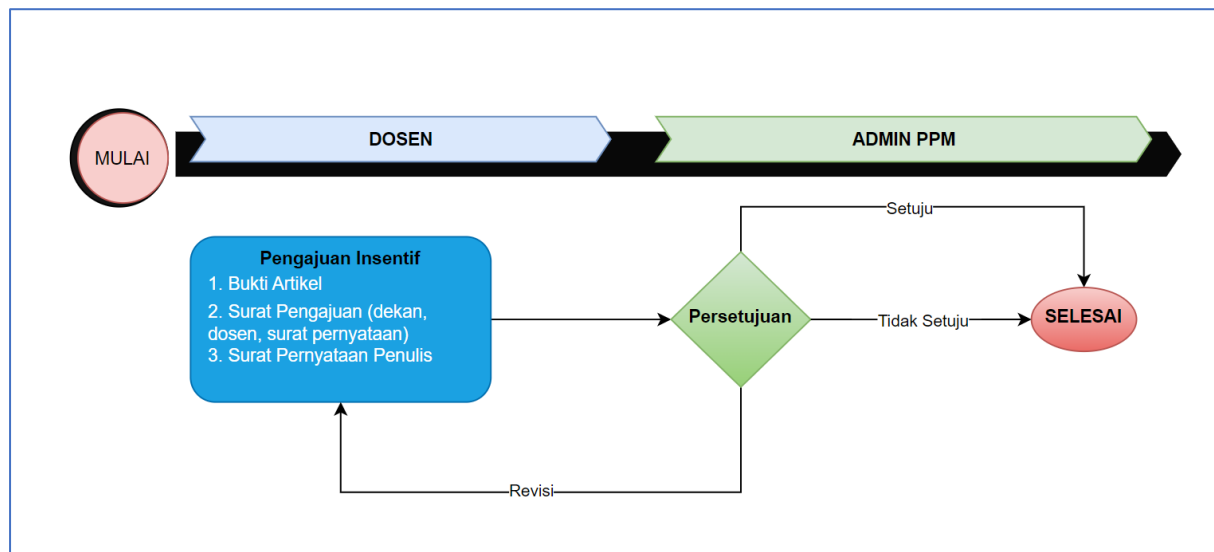 MULAI
DOSEN
ADMIN PPM
Setuju
Pengajuan Insentif
1. Bukti Artikel
2. Surat Pengajuan (dekan,
dosen, surat pernyataan)
3. Surat Pernyataan Penulis
Persetujuan
Tidak Setuju
SELESAI
Revisi